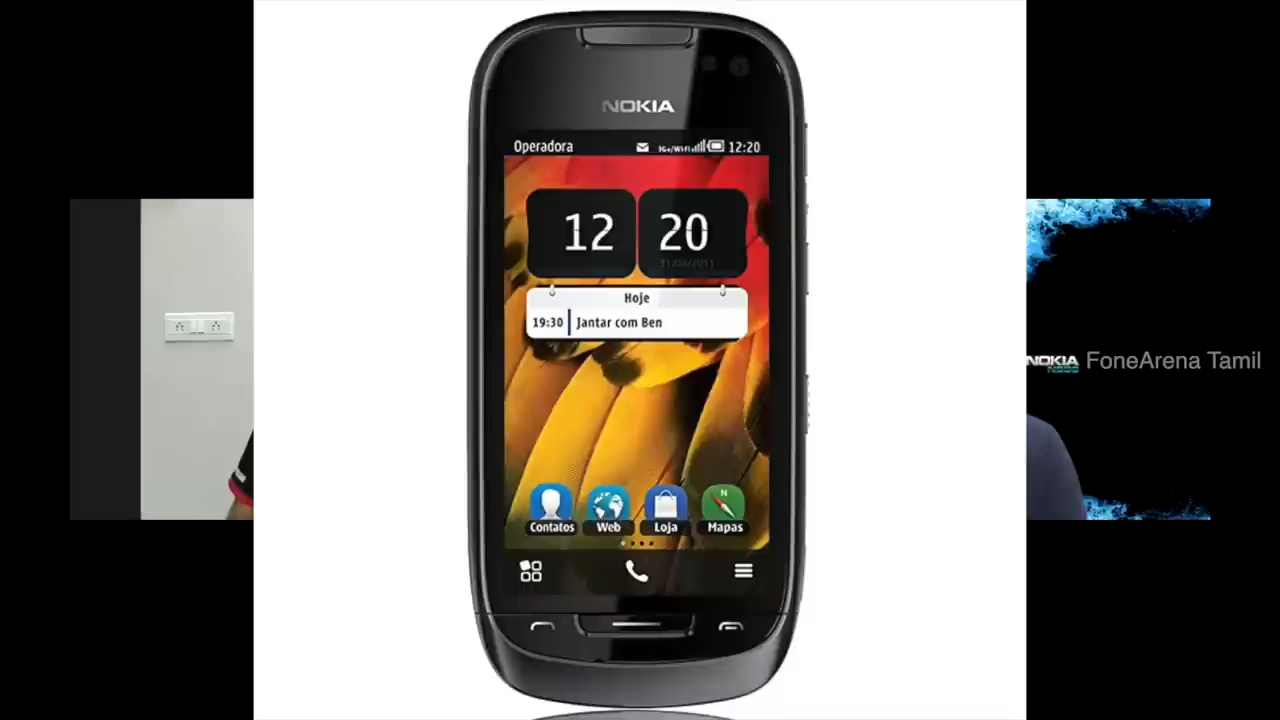 NOKIA
Operadora
12:20
12 20
Hoje
19:30 Jantar com Ben
NOKIA FoneArena Tamil
Contatos Web Loja Mapas